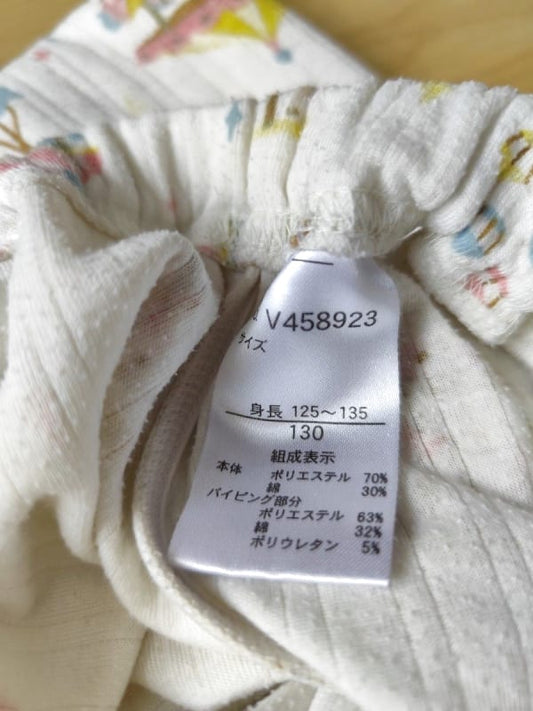 V458923
サイズ
身長 125～135
130
組成表示
本体 ポリエステル 70%
綿 30%
パイピング部分
ポリエステル 63%
綿 32%
ポリウレタン 5%